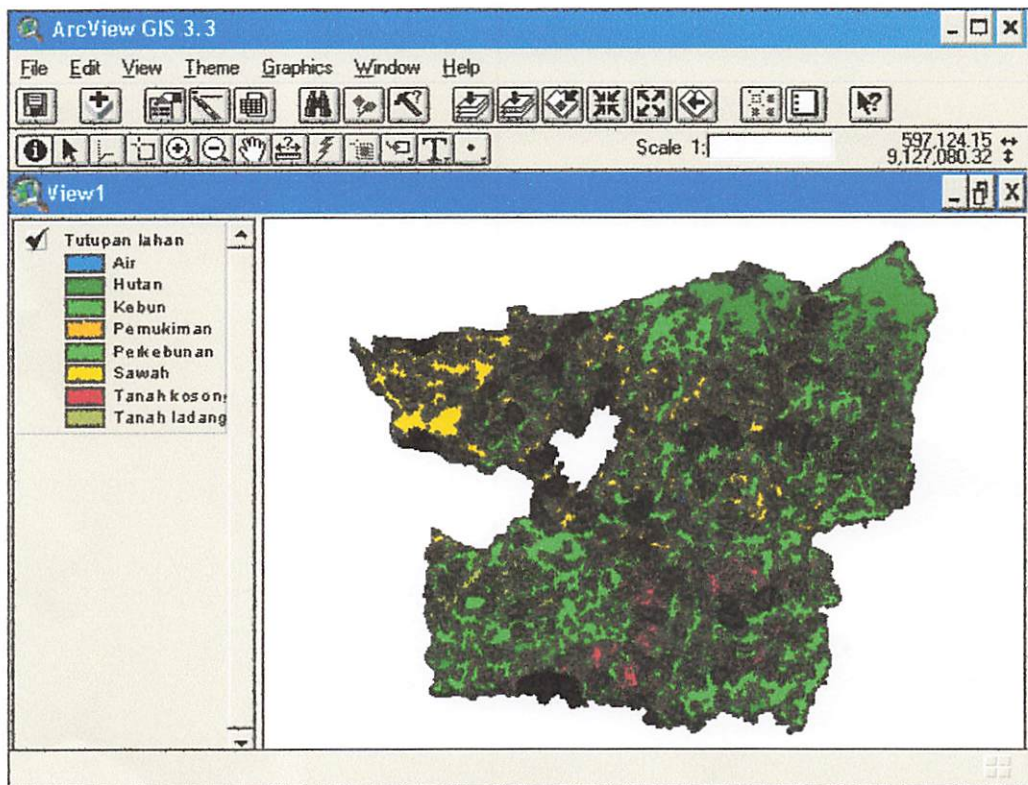 ArcView GIS 3.3
File Edit View Theme Graphics Window Help
Scale 1:
597,124.15
9,127,080.32
View1
Tutupan lahan
Air
Hutan
Kebun
Pemukiman
Perkebunan
Sawah
Tanah kosong
Tanah ladang